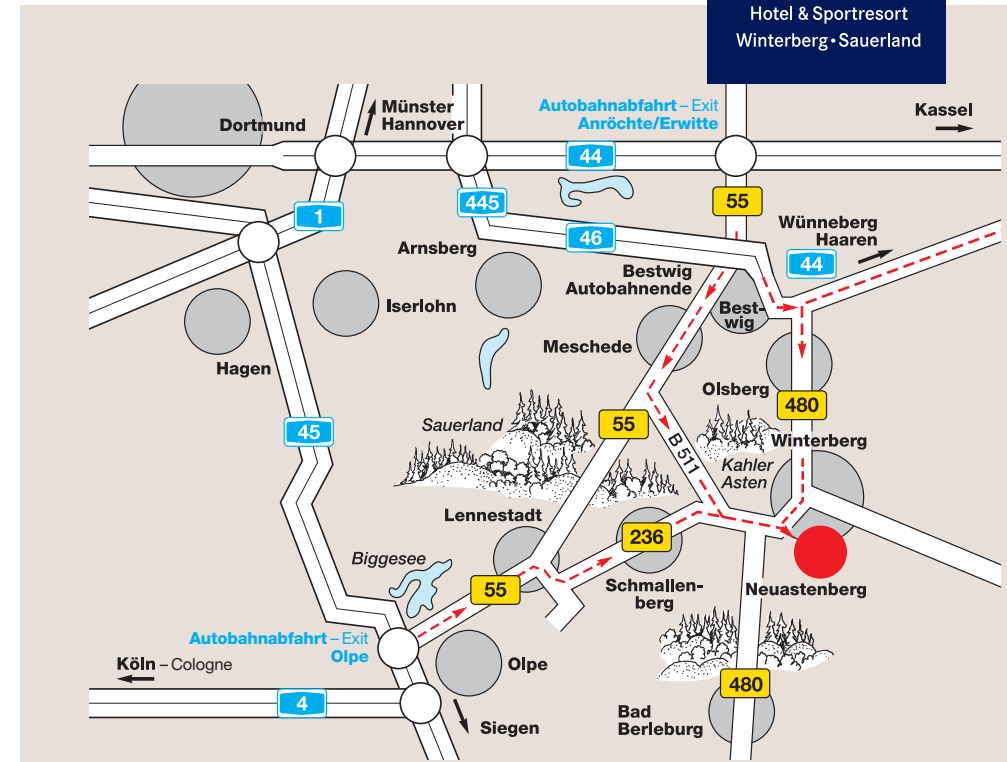 Hotel & Sportresort
Winterberg • Sauerland
Münster
Hannover
Dortmund
Autobahnabfahrt – Exit
Anröchte/Erwitte
Kassel
44
1
445
55
46
Wünneberg
Haaren
44
Arnsberg
Bestwig
Autobahnende
Iserlohn
Best-
wig
Meschede
Hagen
Olsberg
480
45
Sauerland
55
B 511
Winterberg
Kahler
Asten
Lennestadt
236
Biggesee
55
Schmallen-
berg
Neuastenberg
Autobahnabfahrt – Exit
Olpe
Köln – Cologne
Olpe
480
4
Siegen
Bad
Berleburg